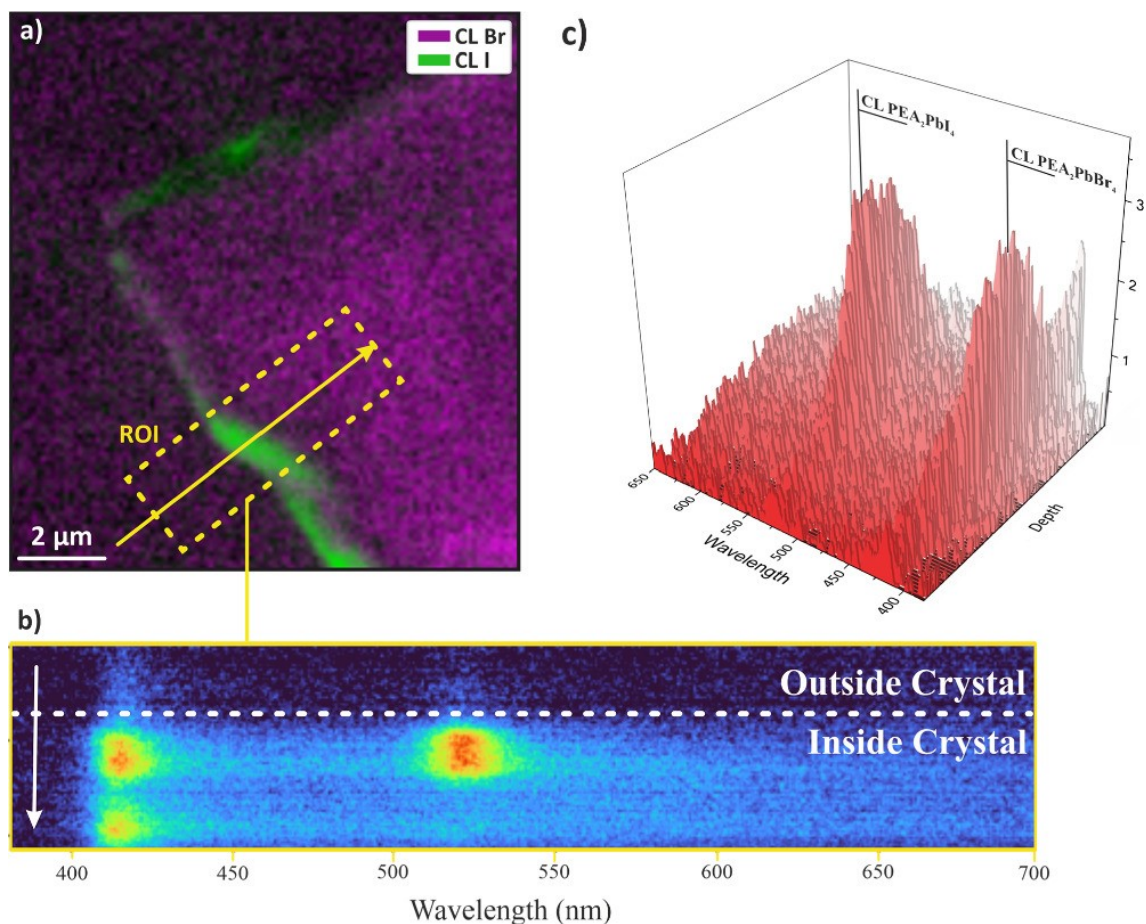 a)
CL Br
CL I
ROI
2 µm
c)
CL PEA₂PbI₄
CL PEA₂PbBr₄
3
2
1
650
600
550
500
450
400
Wavelength
Depth
b)
Outside Crystal
Inside Crystal
400
450
500
550
600
650
700
Wavelength (nm)